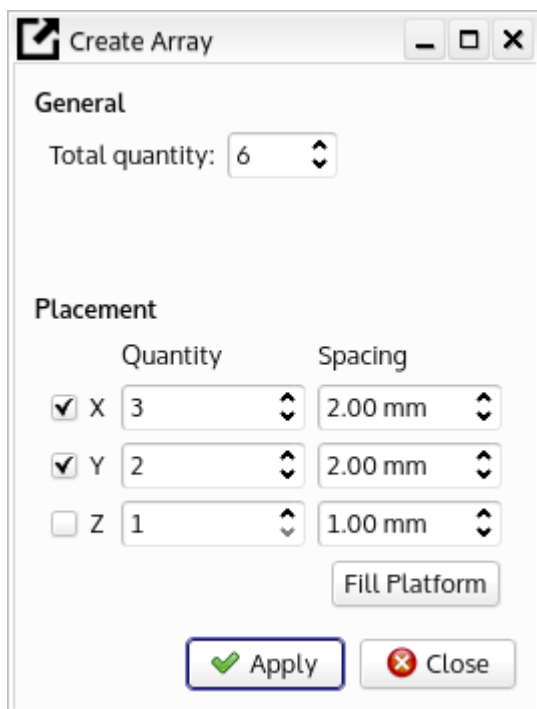 Create Array
General
Total quantity: 6
Placement
Quantity Spacing
X 3 2.00 mm
Y 2 2.00 mm
Z 1 1.00 mm
Fill Platform
Apply Close